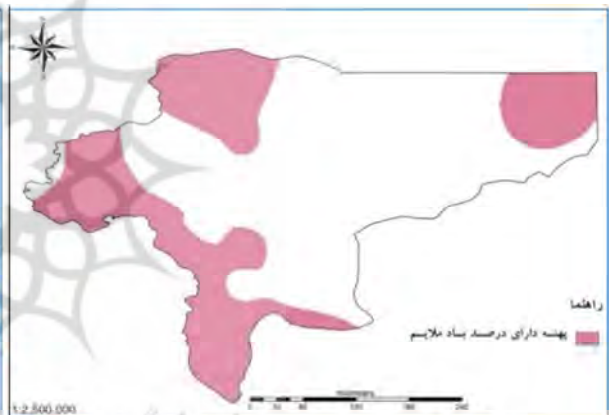 راهنما
پهنه دارای درصد باد ملایم
1:2,500,000